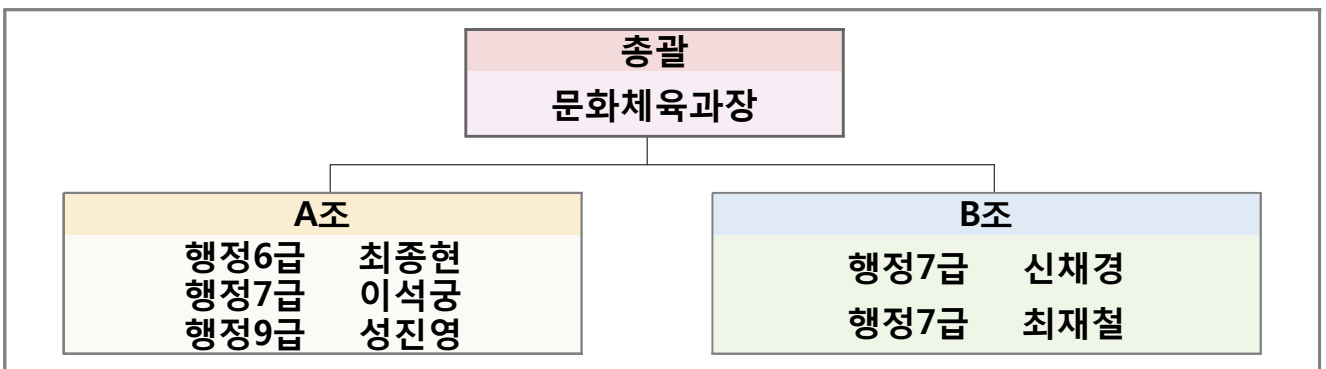 총괄
문화체육과장
A조
행정6급 최종현
행정7급 이석궁
행정9급 성진영
B조
행정7급 신채경
행정7급 최재철